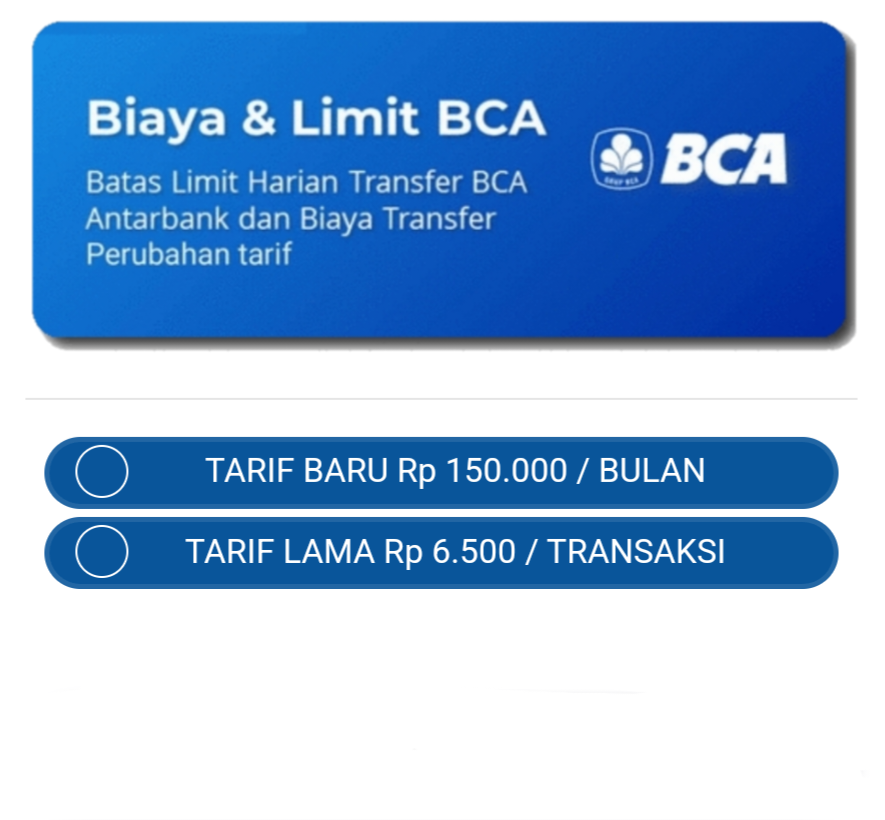 Biaya & Limit BCA
Batas Limit Harian Transfer BCA
Antarbank dan Biaya Transfer
Perubahan tarif
BCA
TARIF BARU Rp 150.000 / BULAN
TARIF LAMA Rp 6.500 / TRANSAKSI